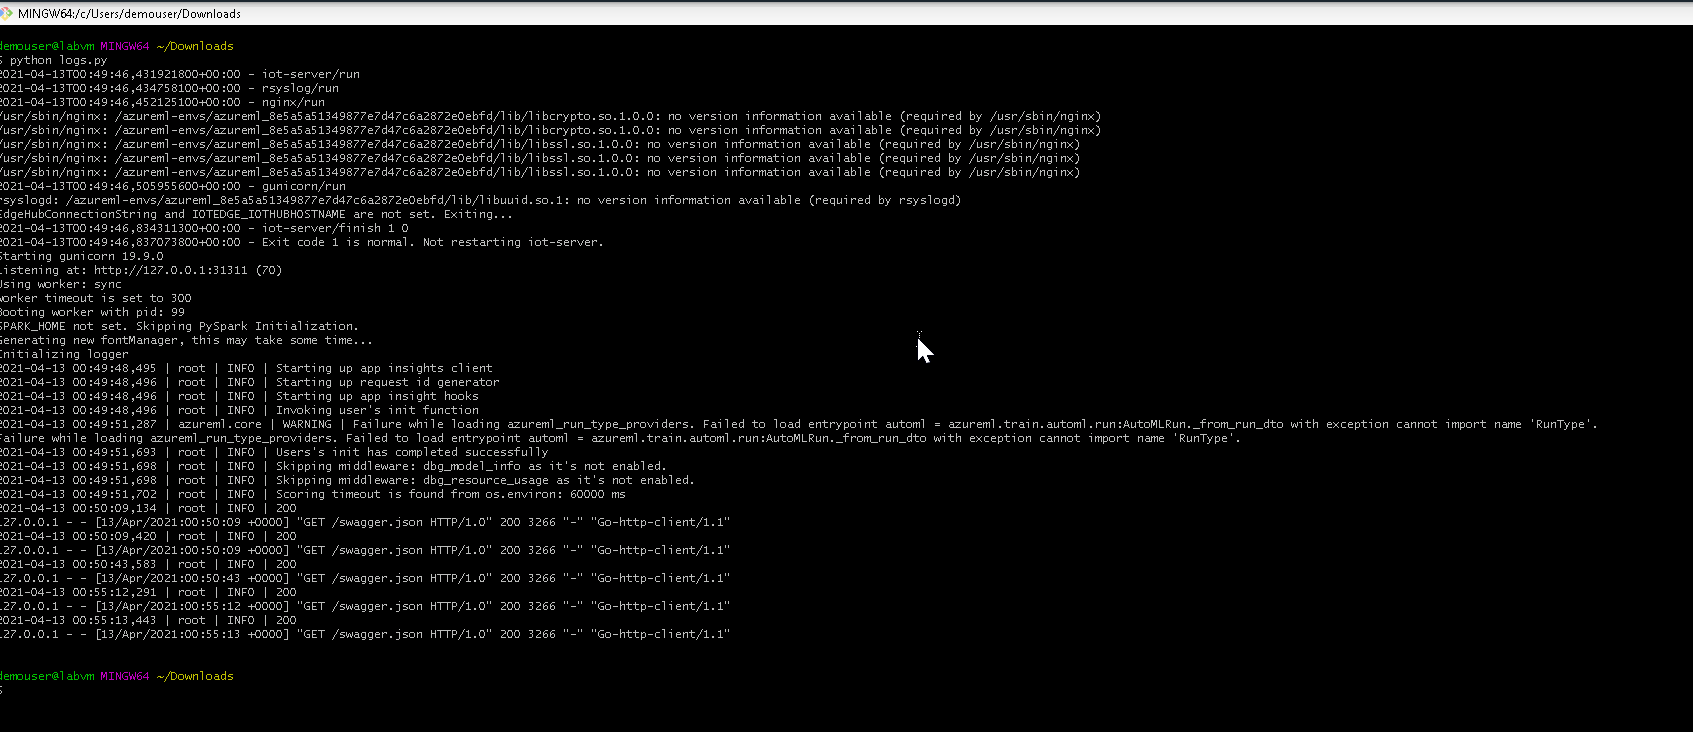 MINGW64:/c/Users/demouser/Downloads
demouser@labvm MINGW64 ~/Downloads
$ python logs.py
2021-04-13T00:49:46,431921800+00:00 - iot-server/run
2021-04-13T00:49:46,434758100+00:00 - rsyslog/run
2021-04-13T00:49:46,452125100+00:00 - nginx/run
/usr/sbin/nginx: /azureml-envs/azureml_8e5a5a51349877e7d47c6a2872e0ebfd/lib/libcrypto.so.1.0.0: no version information available (required by /usr/sbin/nginx)
/usr/sbin/nginx: /azureml-envs/azureml_8e5a5a51349877e7d47c6a2872e0ebfd/lib/libcrypto.so.1.0.0: no version information available (required by /usr/sbin/nginx)
/usr/sbin/nginx: /azureml-envs/azureml_8e5a5a51349877e7d47c6a2872e0ebfd/lib/libssl.so.1.0.0: no version information available (required by /usr/sbin/nginx)
/usr/sbin/nginx: /azureml-envs/azureml_8e5a5a51349877e7d47c6a2872e0ebfd/lib/libssl.so.1.0.0: no version information available (required by /usr/sbin/nginx)
/usr/sbin/nginx: /azureml-envs/azureml_8e5a5a51349877e7d47c6a2872e0ebfd/lib/libssl.so.1.0.0: no version information available (required by /usr/sbin/nginx)
2021-04-13T00:49:46,505955600+00:00 - gunicorn/run
rsyslogd: /azureml-envs/azureml_8e5a5a51349877e7d47c6a2872e0ebfd/lib/libuuid.so.1: no version information available (required by rsyslogd)
EdgeHubConnectionString and IOTEDGE_IOTHUBHOSTNAME are not set. Exiting...
2021-04-13T00:49:46,834311300+00:00 - iot-server/finish 1 0
2021-04-13T00:49:46,837073800+00:00 - Exit code 1 is normal. Not restarting iot-server.
Starting gunicorn 19.9.0
Listening at: http://127.0.0.1:31311 (70)
Using worker: sync
worker timeout is set to 300
Booting worker with pid: 99
SPARK_HOME not set. Skipping PySpark Initialization.
Generating new fontManager, this may take some time...
Initializing logger
2021-04-13 00:49:48,495 | root | INFO | Starting up app insights client
2021-04-13 00:49:48,496 | root | INFO | Starting up request id generator
2021-04-13 00:49:48,496 | root | INFO | Starting up app insight hooks
2021-04-13 00:49:48,496 | root | INFO | Invoking user's init function
2021-04-13 00:49:51,287 | azureml.core | WARNING | Failure while loading azureml_run_type_providers. Failed to load entrypoint automl = azureml.train.automl.run:AutoMLRun._from_run_dto with exception cannot import name 'RunType'.
Failure while loading azureml_run_type_providers. Failed to load entrypoint automl = azureml.train.automl.run:AutoMLRun._from_run_dto with exception cannot import name 'RunType'.
2021-04-13 00:49:51,693 | root | INFO | Users's init has completed successfully
2021-04-13 00:49:51,698 | root | INFO | Skipping middleware: dbg_model_info as it's not enabled.
2021-04-13 00:49:51,698 | root | INFO | Skipping middleware: dbg_resource_usage as it's not enabled.
2021-04-13 00:49:51,702 | root | INFO | Scoring timeout is found from os.environ: 60000 ms
2021-04-13 00:50:09,134 | root | INFO | 200
127.0.0.1 - - [13/Apr/2021:00:50:09 +0000] "GET /swagger.json HTTP/1.0" 200 3266 "-" "Go-http-client/1.1"
2021-04-13 00:50:09,420 | root | INFO | 200
127.0.0.1 - - [13/Apr/2021:00:50:09 +0000] "GET /swagger.json HTTP/1.0" 200 3266 "-" "Go-http-client/1.1"
2021-04-13 00:50:43,583 | root | INFO | 200
127.0.0.1 - - [13/Apr/2021:00:50:43 +0000] "GET /swagger.json HTTP/1.0" 200 3266 "-" "Go-http-client/1.1"
2021-04-13 00:55:12,291 | root | INFO | 200
127.0.0.1 - - [13/Apr/2021:00:55:12 +0000] "GET /swagger.json HTTP/1.0" 200 3266 "-" "Go-http-client/1.1"
2021-04-13 00:55:13,443 | root | INFO | 200
127.0.0.1 - - [13/Apr/2021:00:55:13 +0000] "GET /swagger.json HTTP/1.0" 200 3266 "-" "Go-http-client/1.1"
demouser@labvm MINGW64 ~/Downloads
$